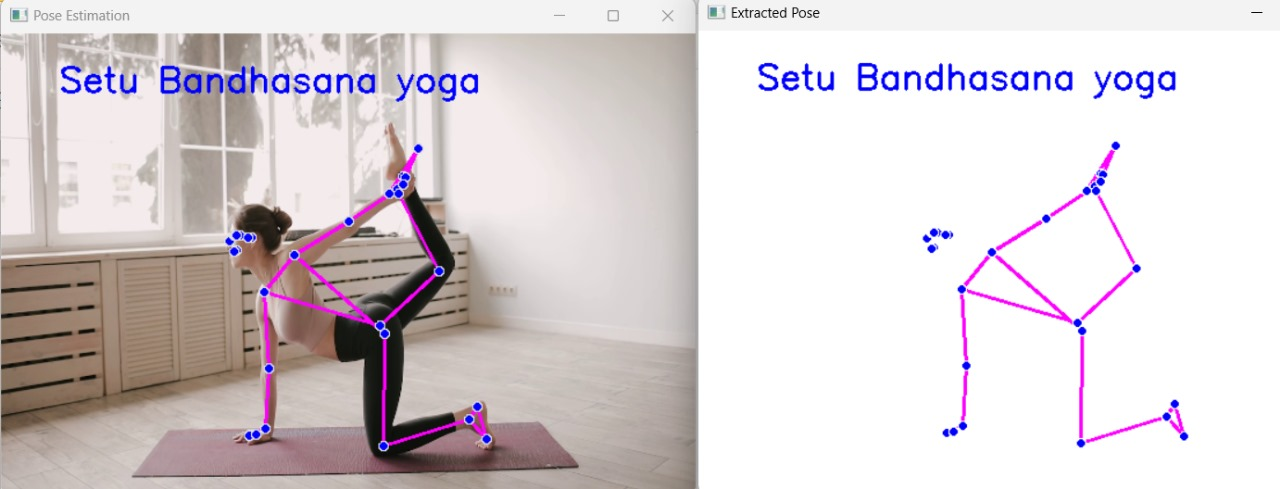 Pose Estimation
Setu Bandhasana yoga
Extracted Pose
Setu Bandhasana yoga